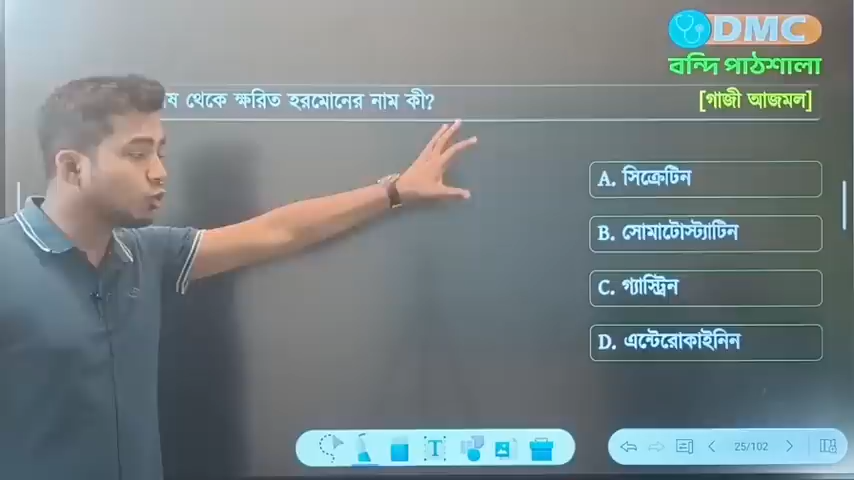 DMC
বন্দি পাঠশালা
থেকে ক্ষরিত হরমোনের নাম কী?
[গাজী আজমল]
A. সিক্রেটিন
B. সোমাটোস্ট্যাটিন
C. গ্যাস্ট্রিন
D. এন্টেরোকাইনিন
T
25/102